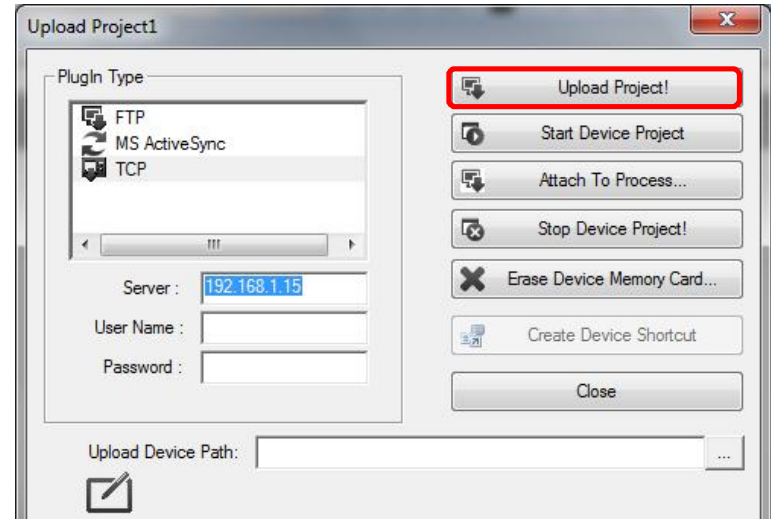 Upload Project1
PlugIn Type
FTP
MS ActiveSync
TCP
Server :
192.168.1.15
User Name :
Password :
Upload Project!
Start Device Project
Attach To Process...
Stop Device Project!
Erase Device Memory Card...
Create Device Shortcut
Close
Upload Device Path:
...